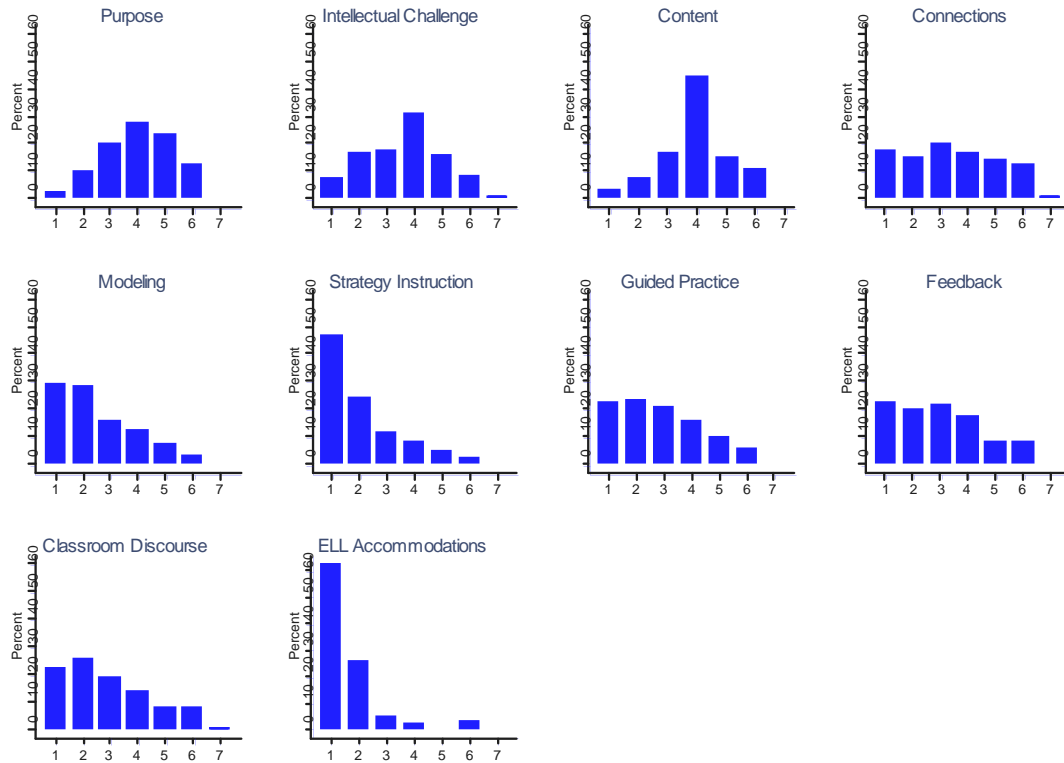 Purpose
Percent
0 10 20 30 40 50 60
1 2 3 4 5 6 7
Intellectual Challenge
Percent
0 10 20 30 40 50 60
1 2 3 4 5 6 7
Content
Percent
0 10 20 30 40 50 60
1 2 3 4 5 6 7
Connections
Percent
0 10 20 30 40 50 60
1 2 3 4 5 6 7
Modeling
Percent
0 10 20 30 40 50 60
1 2 3 4 5 6 7
Strategy Instruction
Percent
0 10 20 30 40 50 60
1 2 3 4 5 6 7
Guided Practice
Percent
0 10 20 30 40 50 60
1 2 3 4 5 6 7
Feedback
Percent
0 10 20 30 40 50 60
1 2 3 4 5 6 7
Classroom Discourse
Percent
0 10 20 30 40 50 60
1 2 3 4 5 6 7
ELL Accommodations
Percent
0 10 20 30 40 50 60
1 2 3 4 5 6 7